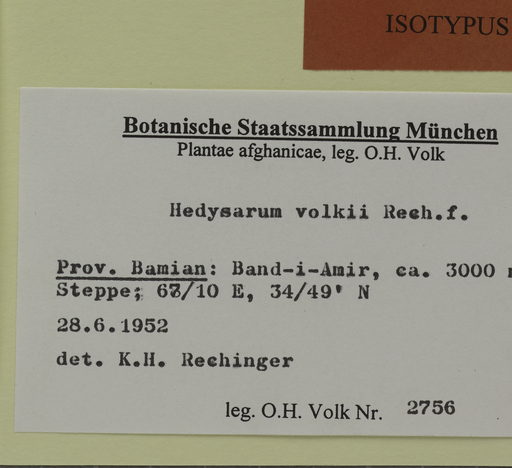 ISOTYPUS
Botanische Staatssammlung München
Plantae afghanicae, leg. O.H. Volk
Hedysarum volkii Rech.f.
Prov. Bamian: Band-i-Amir, ca. 3000
Steppe; 67/10 E, 34/49' N
28.6.1952
det. K.H. Rechinger
leg. O.H. Volk Nr. 2756